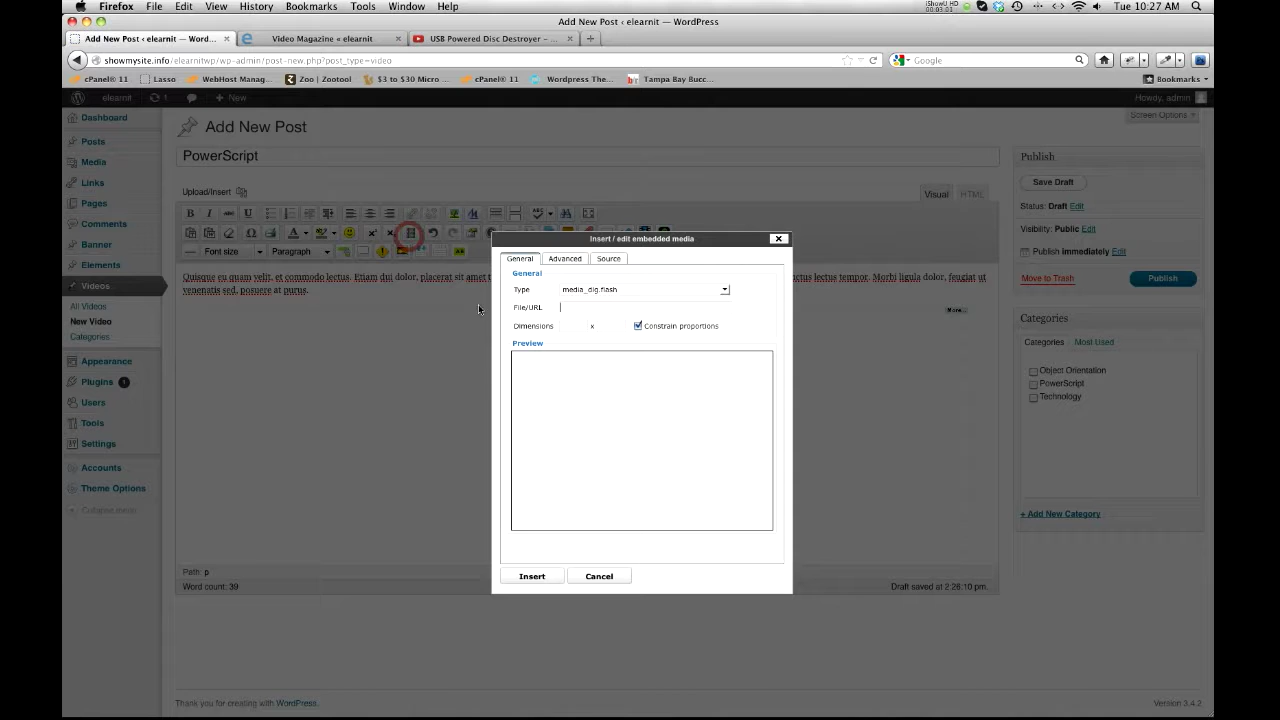 Firefox File Edit View History Bookmarks Tools Window Help Tue 10:27 AM
Add New Post ‹ elearnit — WordPress
Add New Post ‹ elearnit — Word... Video Magazine « elearnit USB Powered Disc Destroyer - ...
showmysite.info/elearnitwp/wp-admin/post-new.php?post_type=video Google
cPanel® 11 Lasso WebHost Manag... Zoo | Zootool $3 to $30 Micro ... cPanel® 11 Wordpress The... Tampa Bay Bucc... Bookmarks
elearnit 1 + New Howdy, admin
Screen Options
Dashboard
Posts
Media
Links
Pages
Comments
Banner
Elements
Videos
All Videos
New Video
Categories
Appearance
Plugins 1
Users
Tools
Settings
Accounts
Theme Options
Collapse menu
Add New Post
PowerScript
Upload/Insert
Visual HTML
Font size Paragraph
Quisque eu quam velit, et commodo lectus. Etiam dui dolor, placerat sit amet
lectus tempor. Morbi ligula dolor, feugiat ut
venenatis sed, posuere at purus.
More...
Path: p
Word count: 39 Draft saved at 2:26:10 pm.
Insert / edit embedded media
General Advanced Source
General
Type media_dlg.flash
File/URL
Dimensions x Constrain proportions
Preview
Insert Cancel
Publish
Save Draft
Status: Draft Edit
Visibility: Public Edit
Publish immediately Edit
Move to Trash Publish
Categories
Categories Most Used
Object Orientation
PowerScript
Technology
+ Add New Category
Thank you for creating with WordPress. Version 3.4.2